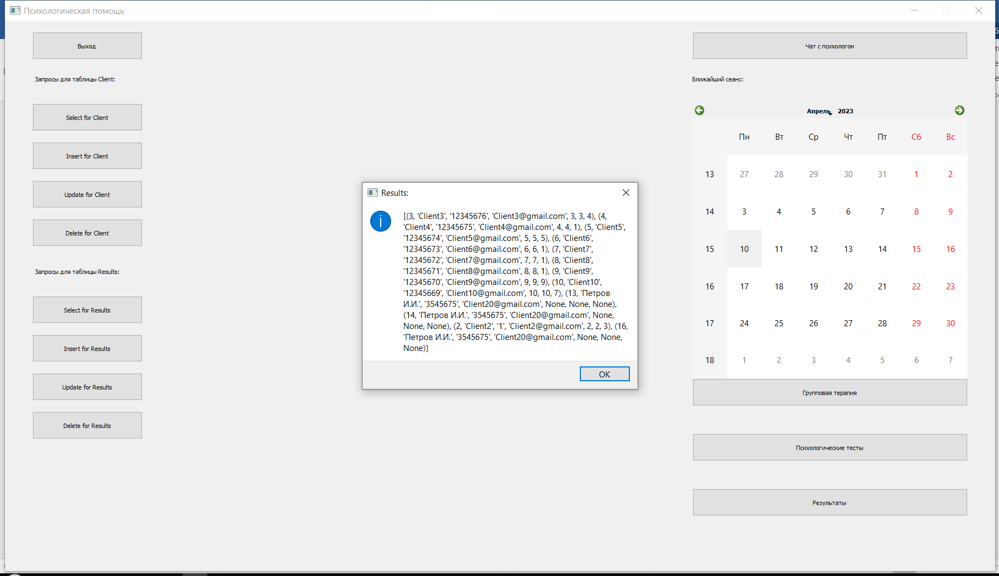 Психологическая помощь
Выход
Запросы для таблицы Client:
Select for Client
Insert for Client
Update for Client
Delete for Client
Запросы для таблицы Results:
Select for Results
Insert for Results
Update for Results
Delete for Results
Results:
[(3, 'Client3', '12345676', 'Client3@gmail.com', 3, 3, 4), (4,
'Client4', '12345675', 'Client4@gmail.com', 4, 4, 1), (5, 'Client5',
'12345674', 'Client5@gmail.com', 5, 5, 5), (6, 'Client6',
'12345673', 'Client6@gmail.com', 6, 6, 1), (7, 'Client7',
'12345672', 'Client7@gmail.com', 7, 7, 1), (8, 'Client8',
'12345671', 'Client8@gmail.com', 8, 8, 1), (9, 'Client9',
'12345670', 'Client9@gmail.com', 9, 9, 9), (10, 'Client10',
'12345669', 'Client10@gmail.com', 10, 10, 7), (13, 'Петров
И.И.', '3545675', 'Client20@gmail.com', None, None, None),
(14, 'Петров И.И.', '3545675', 'Client20@gmail.com', None,
None, None), (2, 'Client2', '1', 'Client2@gmail.com', 2, 2, 3), (16,
'Петров И.И.', '3545675', 'Client20@gmail.com', None, None,
None)]
OK
Чат с психологом
Ближайший сеанс:
Апрель 2023
Пн Вт Ср Чт Пт Сб Вс
13 27 28 29 30 31 1 2
14 3 4 5 6 7 8 9
15 10 11 12 13 14 15 16
16 17 18 19 20 21 22 23
17 24 25 26 27 28 29 30
18 1 2 3 4 5 6 7
Групповая терапия
Психологические тесты
Результаты